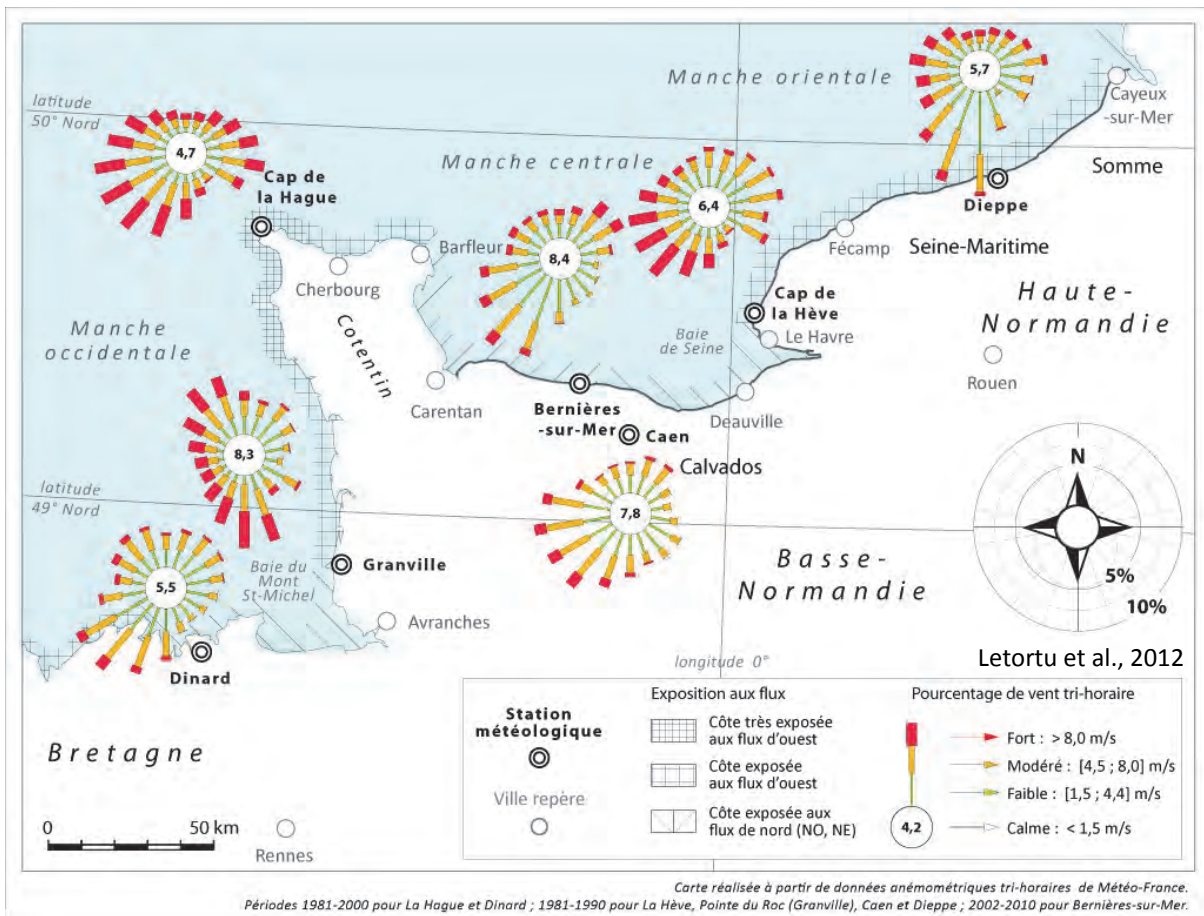 Manche orientale
5,7
Cayeux
-sur-Mer
latitude
50° Nord
4,7
Manche centrale
Somme
Cap de
la Hague
6,4
Dieppe
Barfleur
8,4
Fécamp
Seine-Maritime
Cherbourg
Cap de
la Hève
Haute-
Normandie
Manche
occidentale
Cotentin
Baie
de Seine
Le Havre
Rouen
Carentan
Bernières
-sur-Mer
Deauville
Caen
8,3
Calvados
N
latitude
49° Nord
7,8
Baie du
Mont
St-Michel
Granville
Basse-
Normandie
5%
10%
5,5
Avranches
Dinard
longitude 0°
Letortu et al., 2012
Bretagne
Station
météologique
Ville repère
Exposition aux flux
Côte très exposée
aux flux d'ouest
Côte exposée
aux flux d'ouest
Côte exposée aux
flux de nord (NO, NE)
Pourcentage de vent tri-horaire
Fort : > 8,0 m/s
Modéré : [4,5 ; 8,0] m/s
Faible : [1,5 ; 4,4] m/s
4,2
Calme : < 1,5 m/s
0 50 km
Rennes
Carte réalisée à partir de données anémométriques tri-horaires de Météo-France.
Périodes 1981-2000 pour La Hague et Dinard ; 1981-1990 pour La Hève, Pointe du Roc (Granville), Caen et Dieppe ; 2002-2010 pour Bernières-sur-Mer.